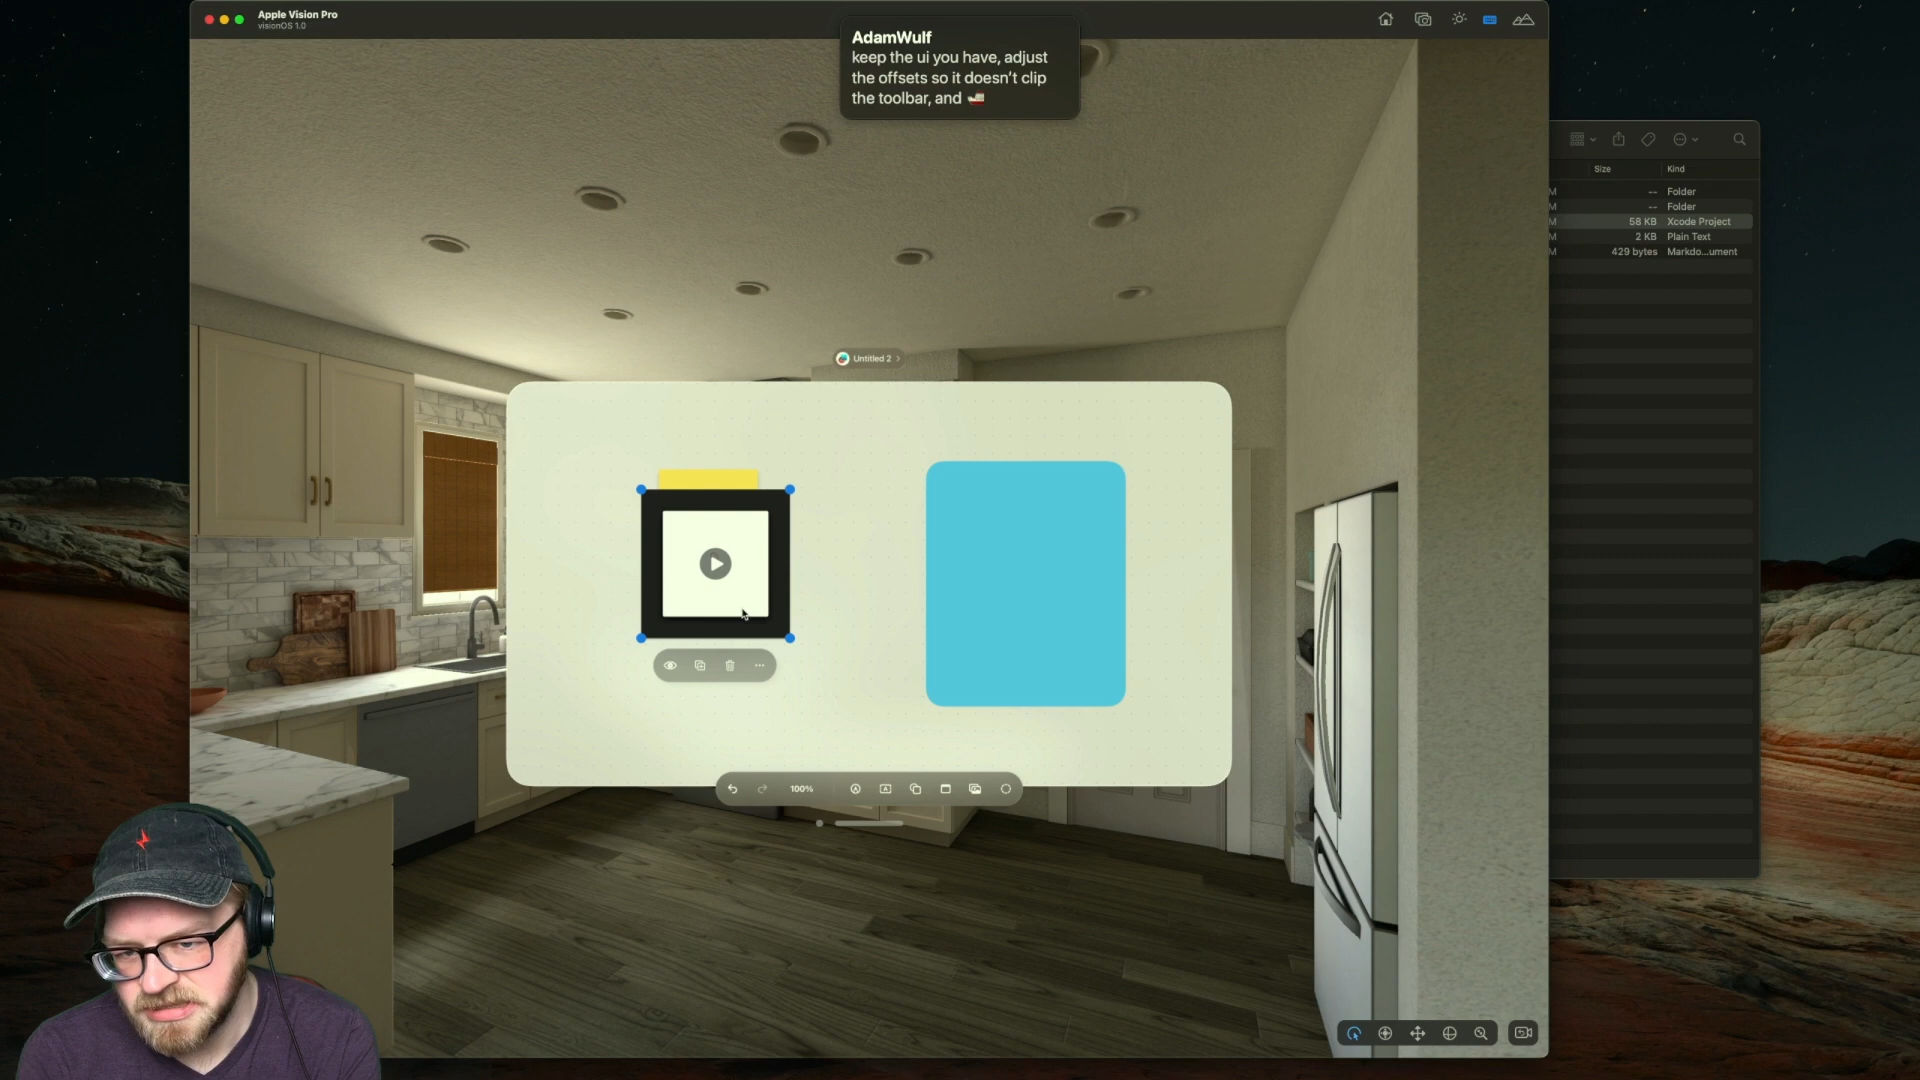 Apple Vision Pro
visionOS 1.0
AdamWulf
keep the ui you have, adjust
the offsets so it doesn't clip
the toolbar, and 🚢
Size
Kind
M
--
Folder
M
--
Folder
M
58 KB
Xcode Project
M
2 KB
Plain Text
M
429 bytes
Markdo...ument
Untitled 2
100%